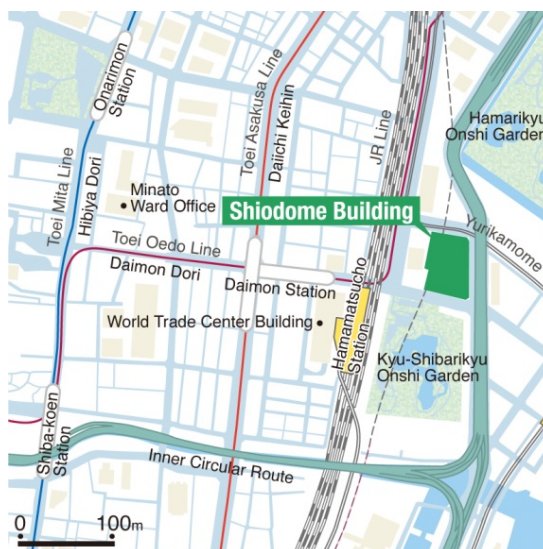 Onarimon
Station
Toei Mita Line
Hibiya Dori
Toei Asakusa Line
Daiichi Keihin
JR Line
Hamarikyu
Onshi Garden
Minato
Ward Office
Shiodome Building
Yurikamome
Toei Oedo Line
Daimon Dori
Daimon Station
World Trade Center Building
Hamamatsucho
Station
Kyu-Shibarikyu
Onshi Garden
Shiba-koen
Station
Inner Circular Route
0 100m